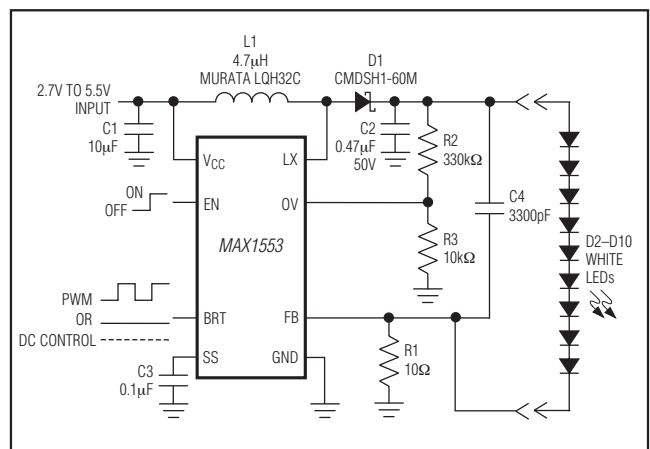 L1
4.7µH
MURATA LQH32C
D1
CMDSH1-60M
2.7V TO 5.5V
INPUT
C1
10µF
C2
0.47µF
50V
R2
330kΩ
VCC
LX
C4
3300pF
ON
OFF
EN
OV
MAX1553
R3
10kΩ
D2–D10
WHITE
LEDs
PWM
OR
DC CONTROL
BRT
FB
SS
GND
R1
10Ω
C3
0.1µF